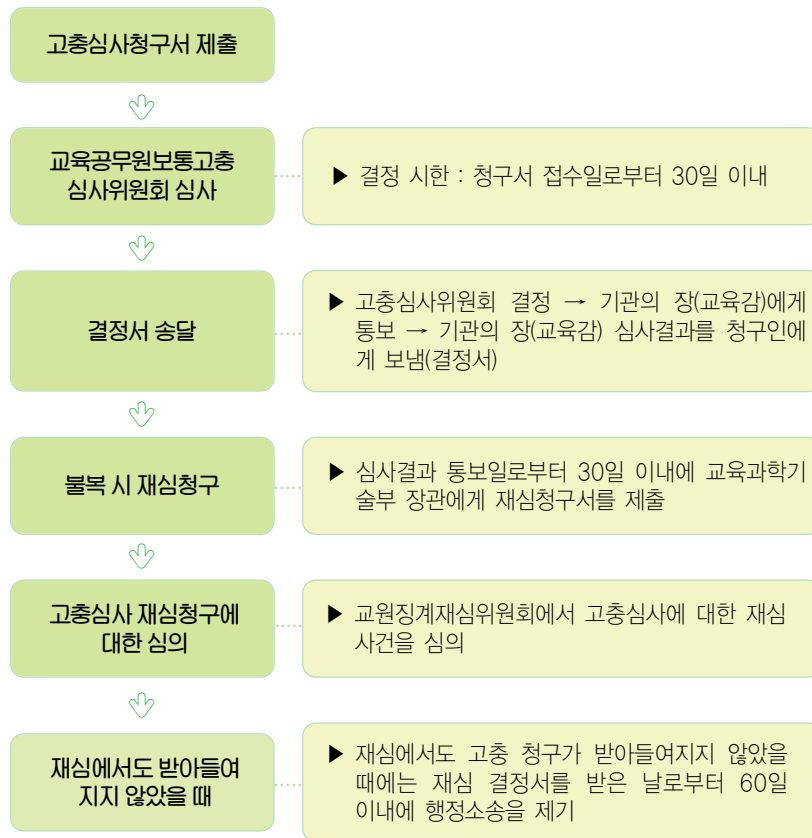 고충심사청구서 제출
교육공무원보통고충
심사위원회 심사
▶ 결정 시한 : 청구서 접수일로부터 30일 이내
결정서 송달
▶ 고충심사위원회 결정 → 기관의 장(교육감)에게
통보 → 기관의 장(교육감) 심사결과를 청구인에
게 보냄(결정서)
불복 시 재심청구
▶ 심사결과 통보일로부터 30일 이내에 교육과학기
술부 장관에게 재심청구서를 제출
고충심사 재심청구에
대한 심의
▶ 교원징계재심위원회에서 고충심사에 대한 재심
사건을 심의
재심에서도 받아들여
지지 않았을 때
▶ 재심에서도 고충 청구가 받아들여지지 않았을
때에는 재심 결정서를 받은 날로부터 60일
이내에 행정소송을 제기